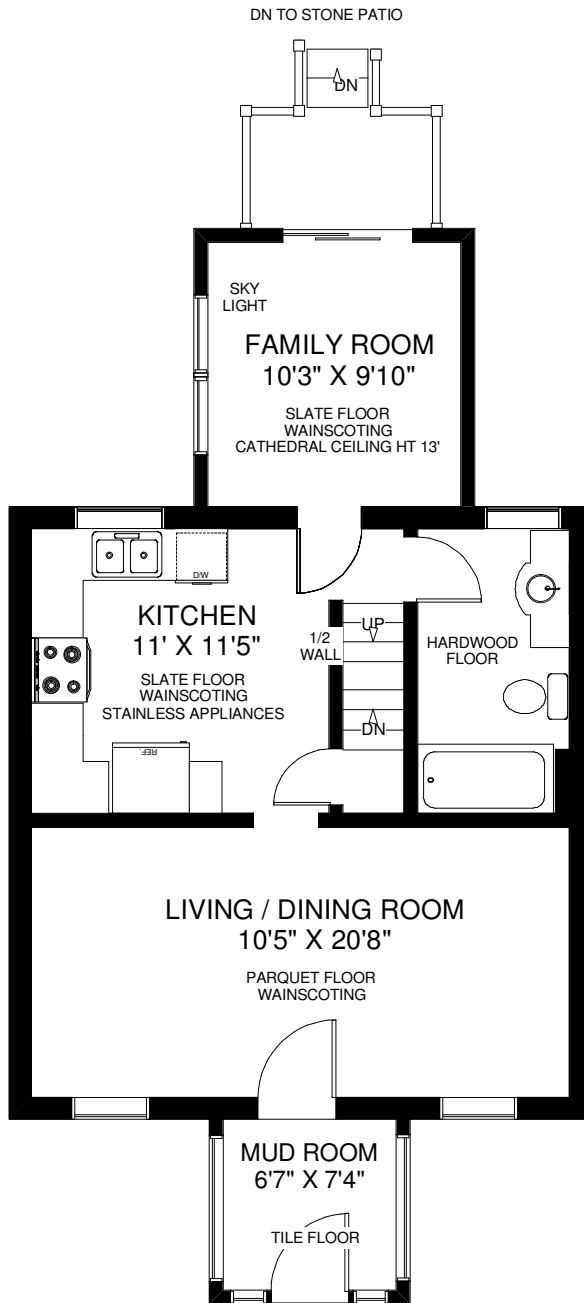 DN TO STONE PATIO
DN
SKY
LIGHT
FAMILY ROOM
10'3" X 9'10"
SLATE FLOOR
WAINSCOTING
CATHEDRAL CEILING HT 13'
D/W
KITCHEN
11' X 11'5"
SLATE FLOOR
WAINSCOTING
STAINLESS APPLIANCES
REF.
1/2
WALL
UP
DN
HARDWOOD
FLOOR
LIVING / DINING ROOM
10'5" X 20'8"
PARQUET FLOOR
WAINSCOTING
MUD ROOM
6'7" X 7'4"
TILE FLOOR